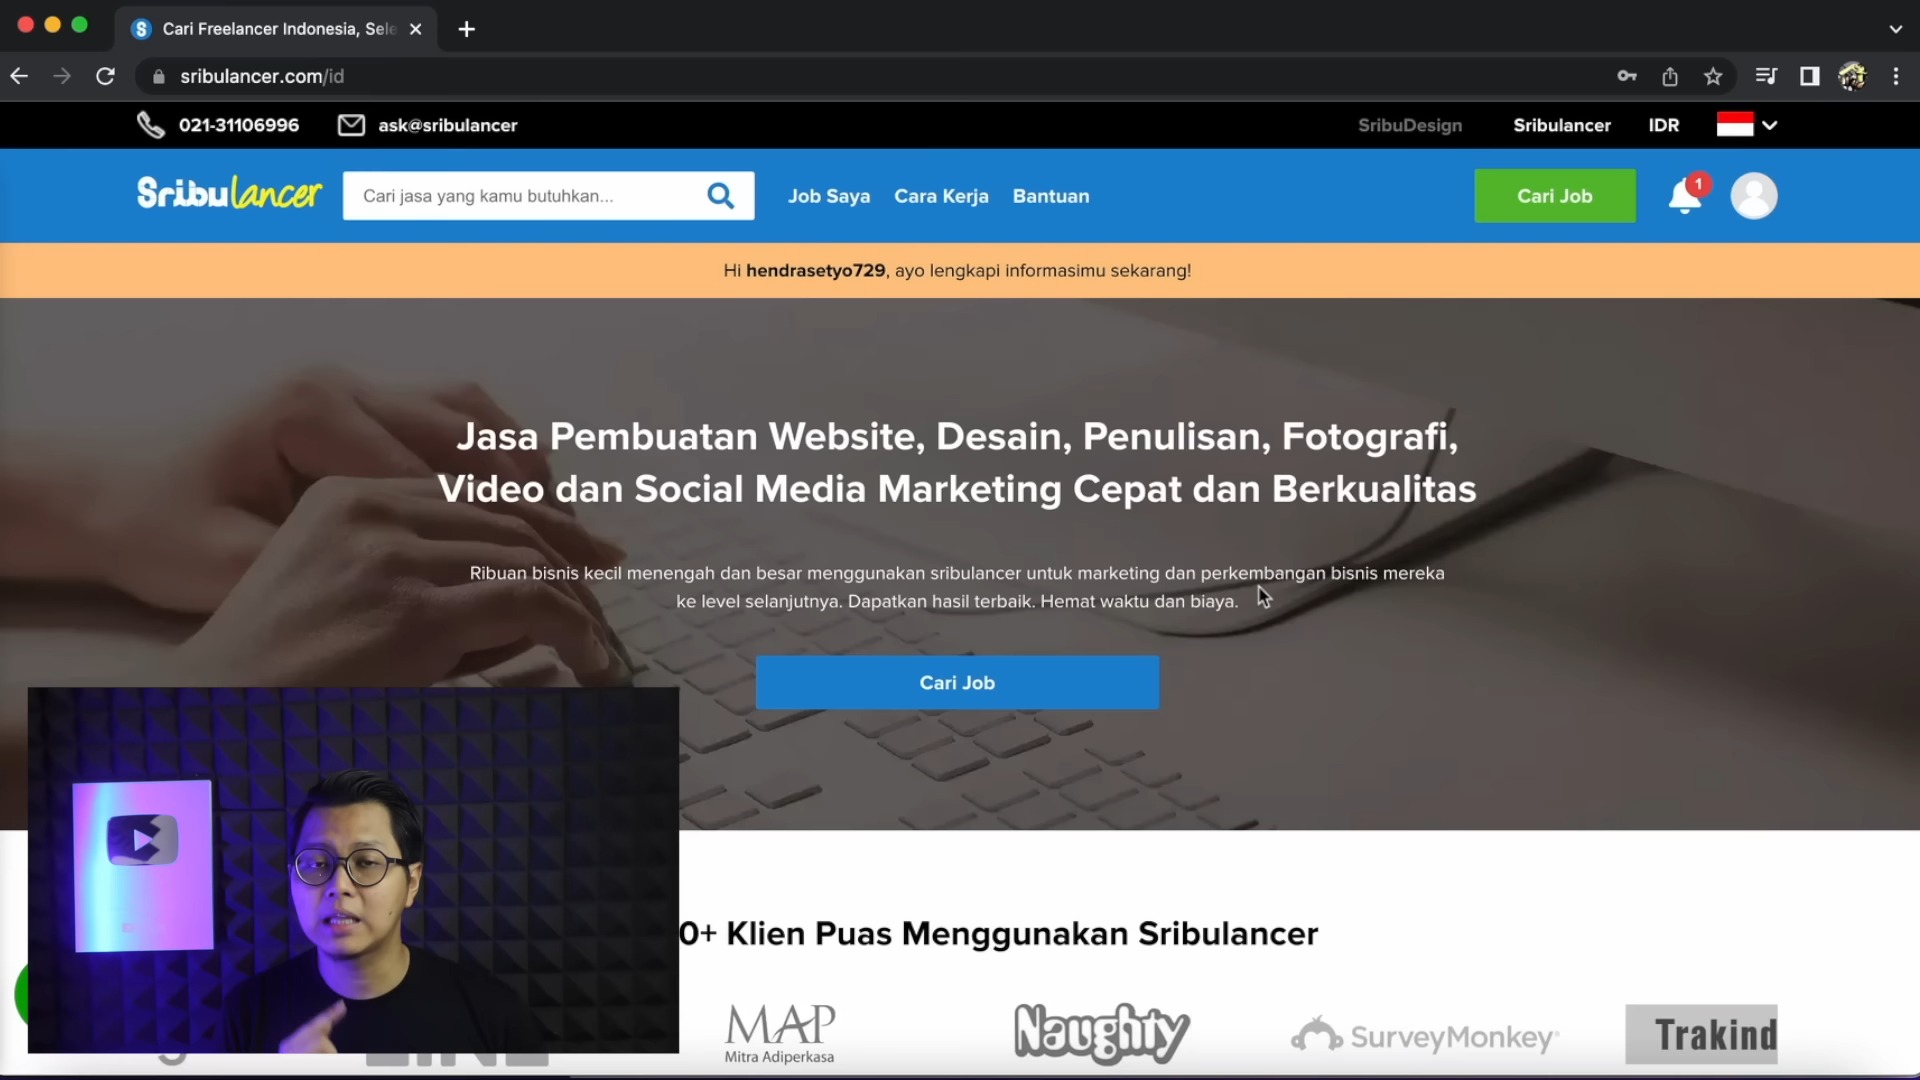 Cari Freelancer Indonesia, Sele
sribulancer.com/id
021-31106996
ask@sribulancer
SribuDesign
Sribulancer
IDR
Sribulancer
Cari jasa yang kamu butuhkan...
Job Saya
Cara Kerja
Bantuan
Cari Job
1
Hi hendrasetyo729, ayo lengkapi informasimu sekarang!
Jasa Pembuatan Website, Desain, Penulisan, Fotografi,
Video dan Social Media Marketing Cepat dan Berkualitas
Ribuan bisnis kecil menengah dan besar menggunakan sribulancer untuk marketing dan perkembangan bisnis mereka
ke level selanjutnya. Dapatkan hasil terbaik. Hemat waktu dan biaya.
Cari Job
0+ Klien Puas Menggunakan Sribulancer
MAP
Mitra Adiperkasa
Naughty
SurveyMonkey
Trakind